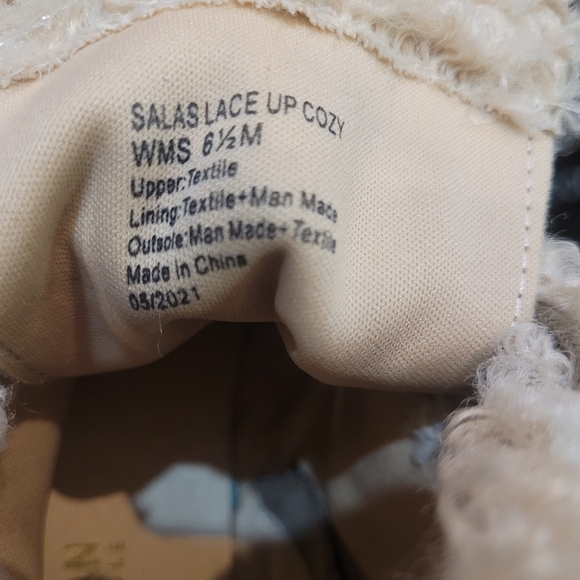 SALAS LACE UP COZY
WMS 6½M
Upper:Textile
Lining:Textile+Man Made
Outsole:Man Made+Textile
Made in China
05/2021